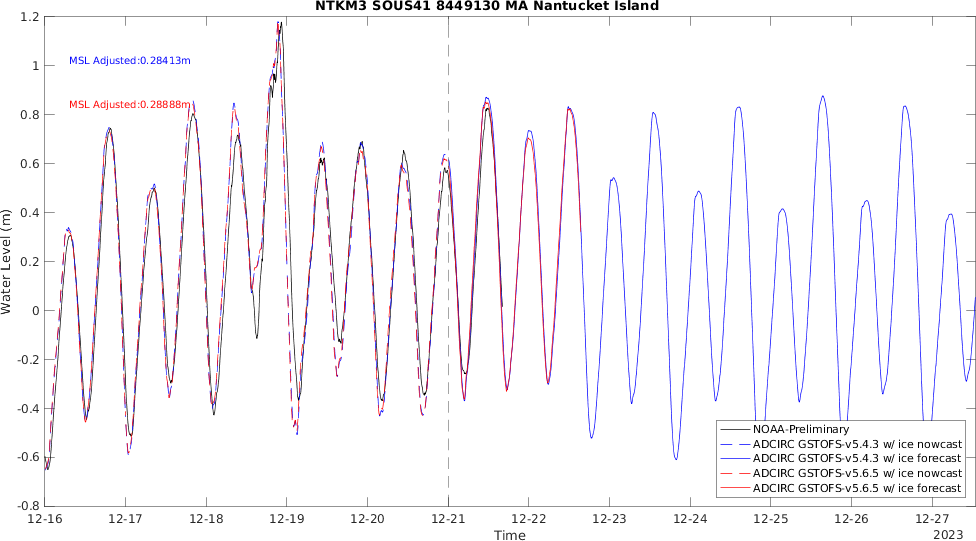 NTKM3 SOUS41 8449130 MA Nantucket Island
1.2
1
0.8
0.6
0.4
0.2
0
-0.2
-0.4
-0.6
-0.8
Water Level (m)
MSL Adjusted:0.28413m
MSL Adjusted:0.28888m
NOAA-Preliminary
ADCIRC GSTOFS-v5.4.3 w/ ice nowcast
ADCIRC GSTOFS-v5.4.3 w/ ice forecast
ADCIRC GSTOFS-v5.6.5 w/ ice nowcast
ADCIRC GSTOFS-v5.6.5 w/ ice forecast
12-16 12-17 12-18 12-19 12-20 12-21 12-22 12-23 12-24 12-25 12-26 12-27
Time
2023